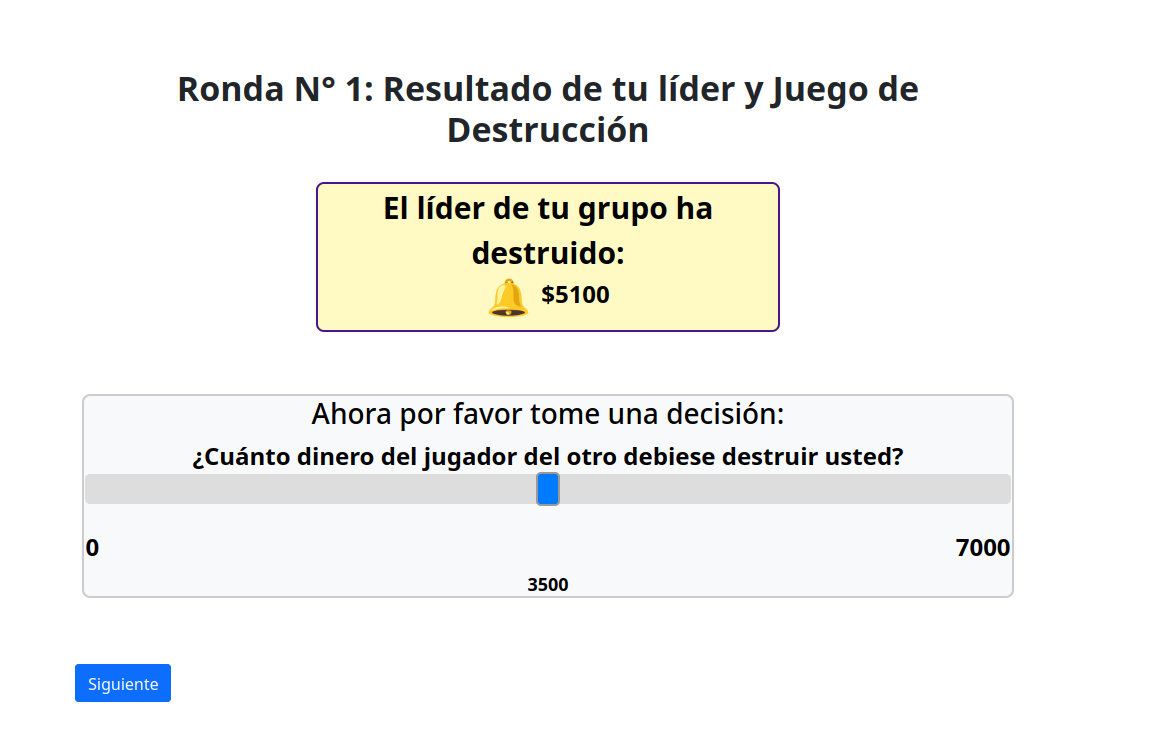 Ronda N° 1: Resultado de tu líder y Juego de
Destrucción
El líder de tu grupo ha
destruido:
🔔 $5100
Ahora por favor tome una decisión:
¿Cuánto dinero del jugador del otro debiese destruir usted?
0 7000
3500
Siguiente